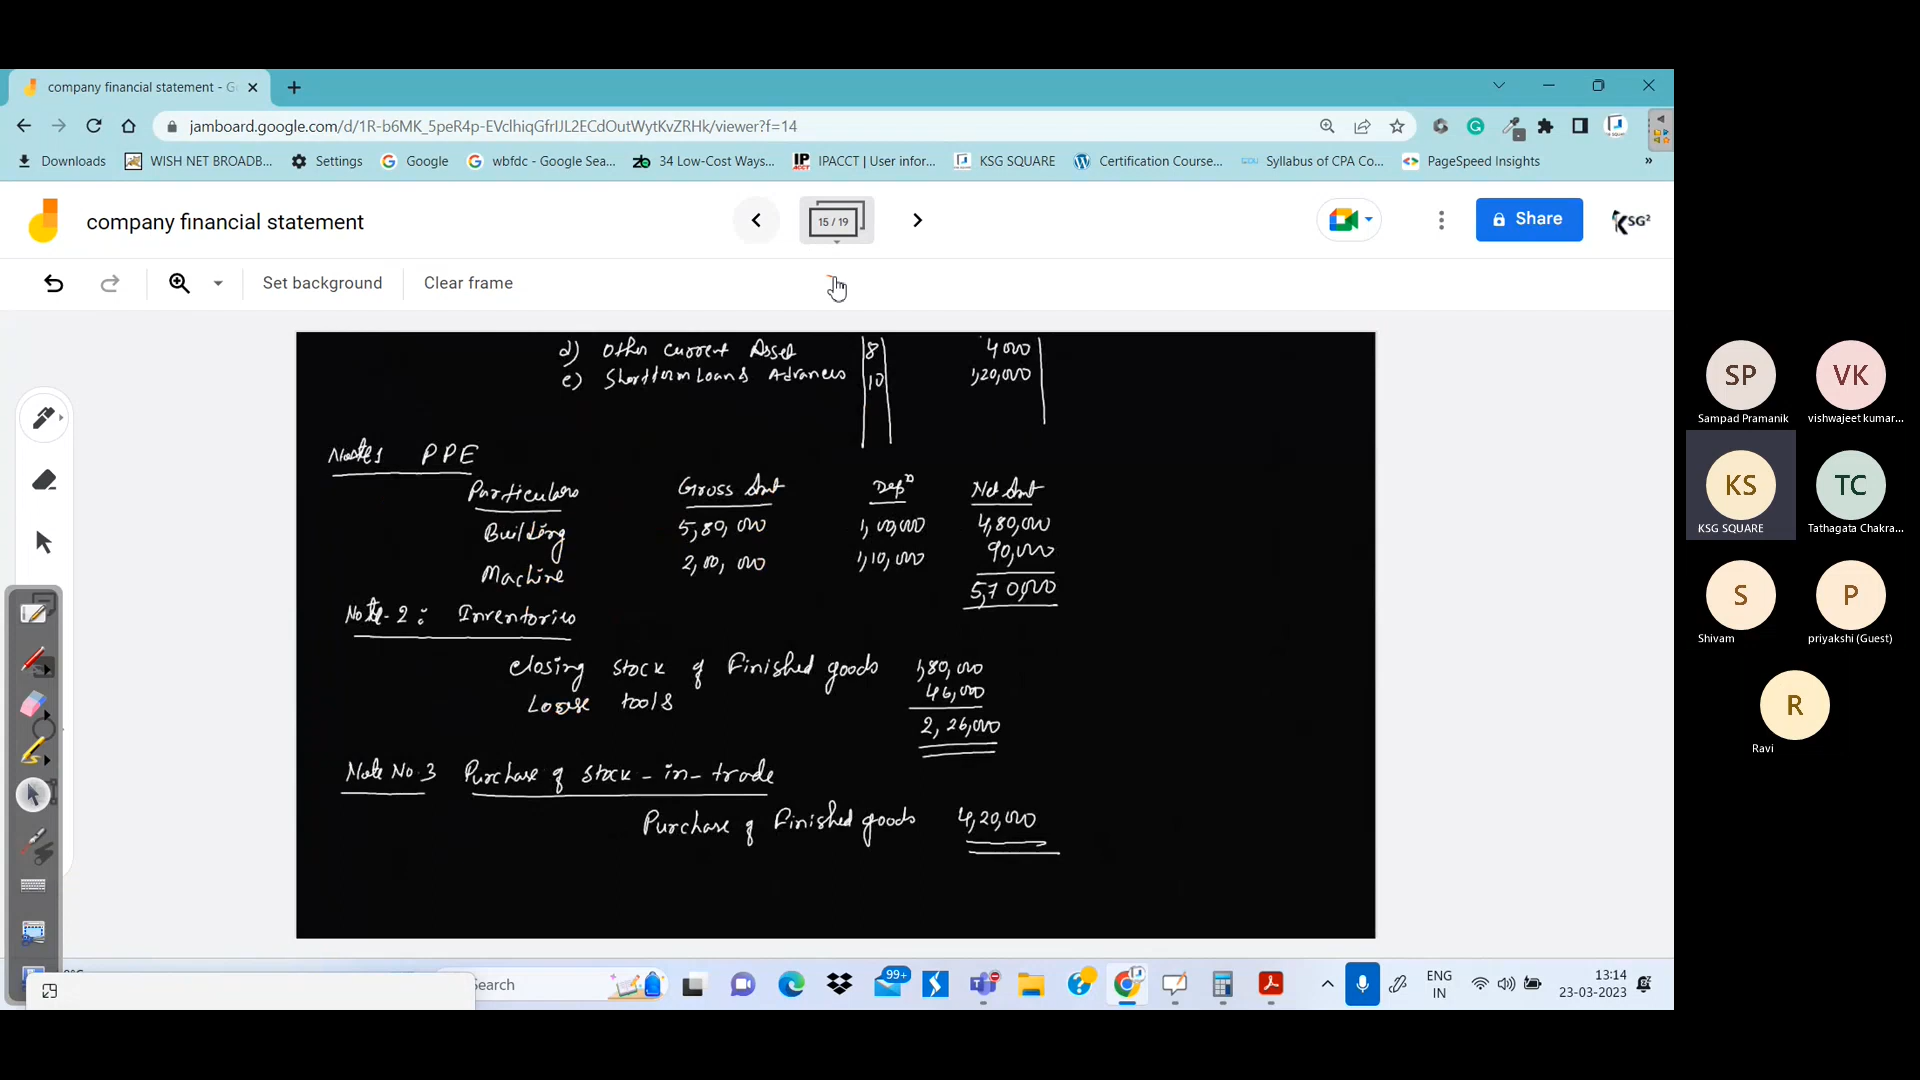 company financial statement - G
jamboard.google.com/d/1R-b6MK_5peR4p-EVclhiqGfrIJL2ECdOutWytKvZRHk/viewer?f=14
Downloads WISH NET BROADB... Settings Google wbfdc - Google Sea... 34 Low-Cost Ways... IPACCT | User infor... KSG SQUARE Certification Course... Syllabus of CPA Co... PageSpeed Insights »
company financial statement 15 / 19 Share KSG²
Set background Clear frame
d) Other Current Asset 8 4000
e) Short term Loans Advances 10 1,20,000
Note 1 PPE
Particulars Gross Amt Depn Net Amt
Building 5,80,000 1,00,000 4,80,000
Machine 2,00,000 1,10,000 90,000
5,70,000
Note-2: Inventories
Closing stock of Finished goods 1,80,000
Loose tools 46,000
2,26,000
Note No.3 Purchase of stock-in-trade
Purchase of Finished goods 4,20,000
SP VK
Sampad Pramanik vishwajeet kumar...
KS TC
KSG SQUARE Tathagata Chakra...
S P
Shivam priyakshi (Guest)
R
Ravi
Search 99+ ENG IN 13:14 23-03-2023